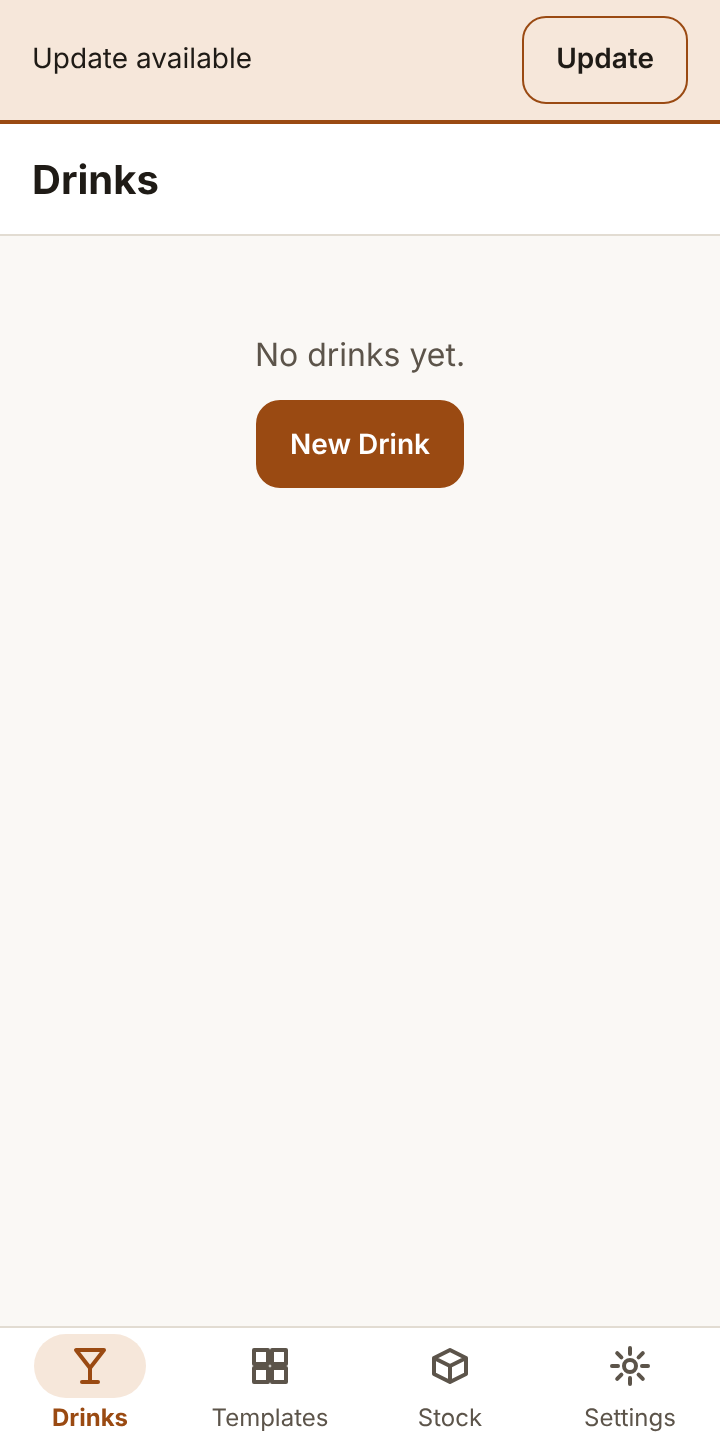 Update available
Update
Drinks
No drinks yet.
New Drink
Drinks
Templates
Stock
Settings